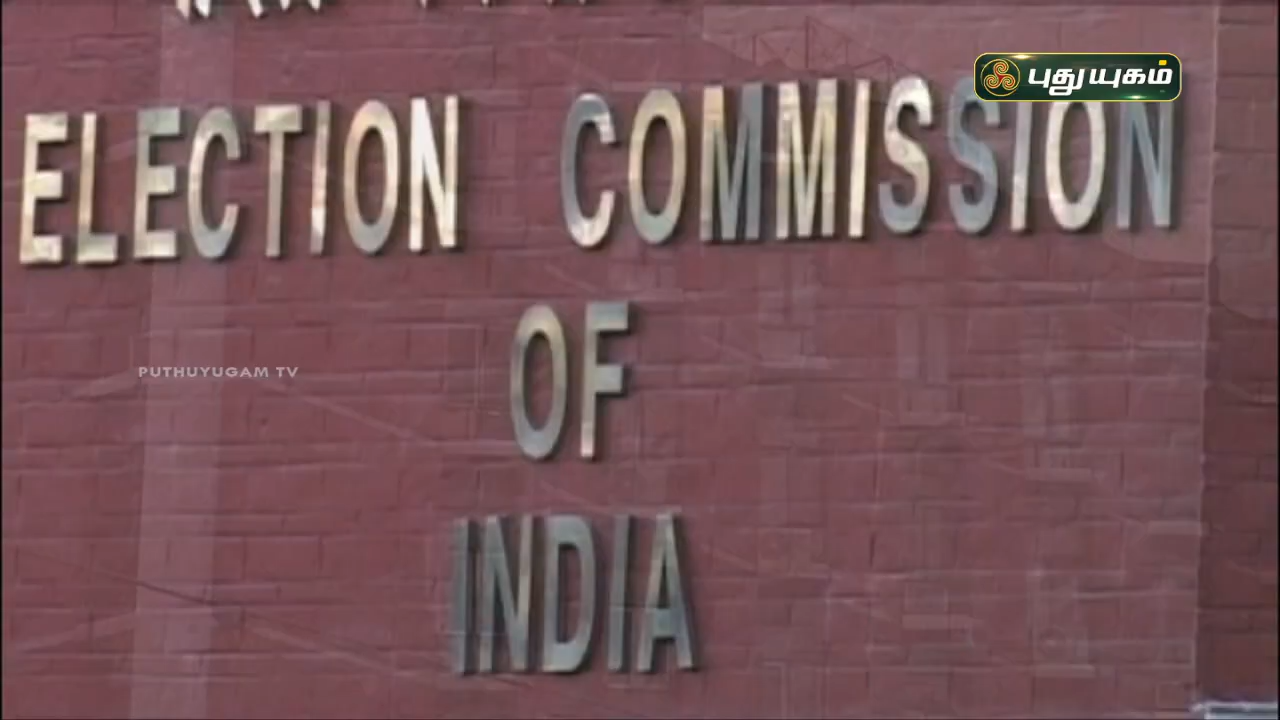 புதுயுகம்
ELECTION COMMISSION
OF
INDIA
PUTHUYUGAM TV